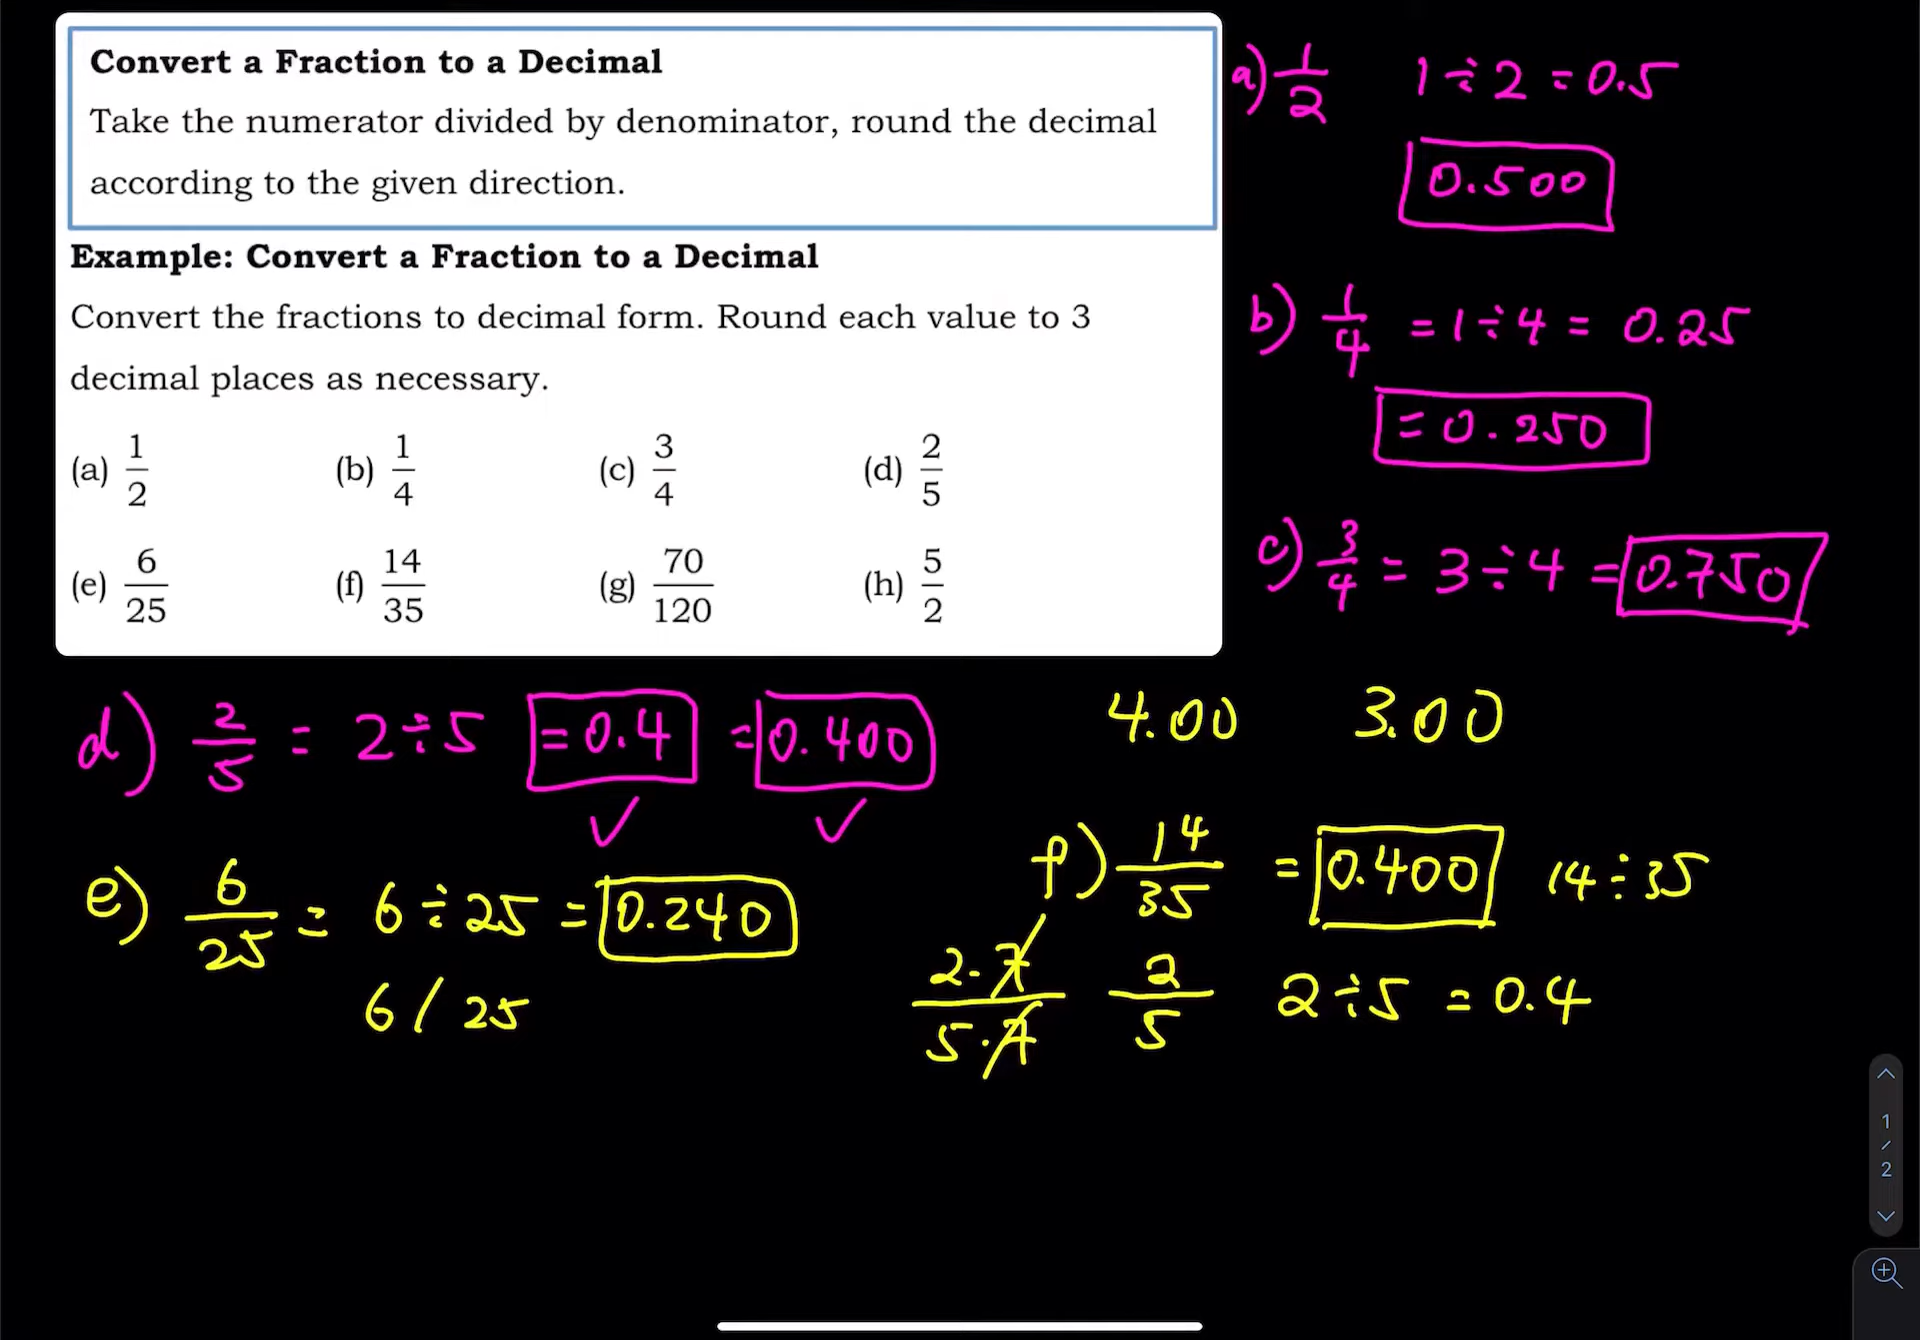 Convert a Fraction to a Decimal
Take the numerator divided by denominator, round the decimal
according to the given direction.
Example: Convert a Fraction to a Decimal
Convert the fractions to decimal form. Round each value to 3
decimal places as necessary.
(a) 1/2 (b) 1/4 (c) 3/4 (d) 2/5
(e) 6/25 (f) 14/35 (g) 70/120 (h) 5/2
a) 1/2 1÷2 = 0.5
0.500
b) 1/4 = 1÷4 = 0.25
= 0.250
c) 3/4 = 3÷4 = 0.750
d) 2/5 = 2÷5 = 0.4 = 0.400
✓ ✓
4.00 3.00
e) 6/25 = 6÷25 = 0.240
6/25
f) 14/35 = 0.400 14÷35
2·7/5·7 2/5 2÷5 = 0.4
1
/
2